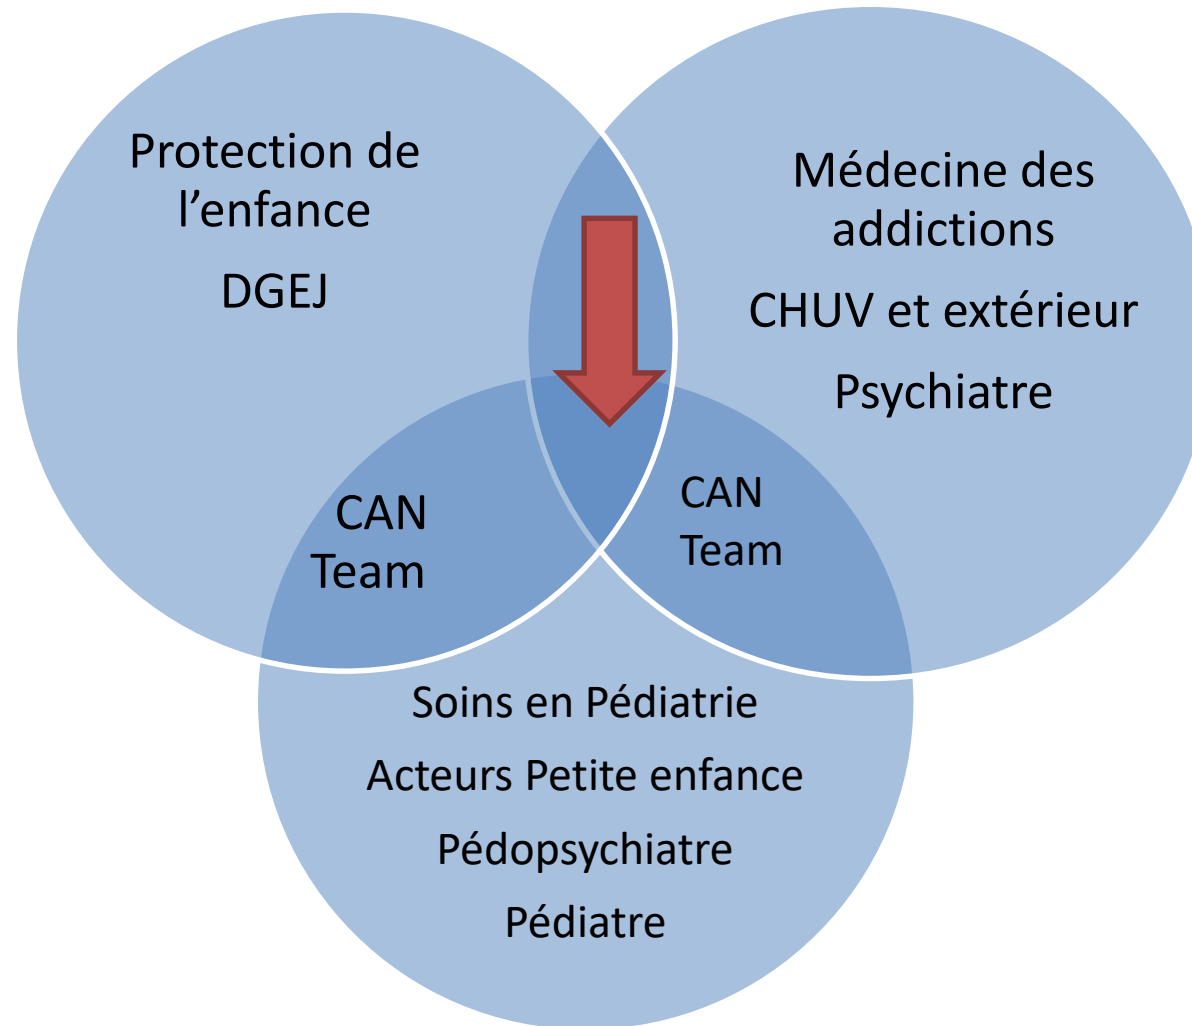 Protection de
l’enfance
DGEJ
Médecine des
addictions
CHUV et extérieur
Psychiatre
CAN
Team
CAN
Team
Soins en Pédiatrie
Acteurs Petite enfance
Pédopsychiatre
Pédiatre